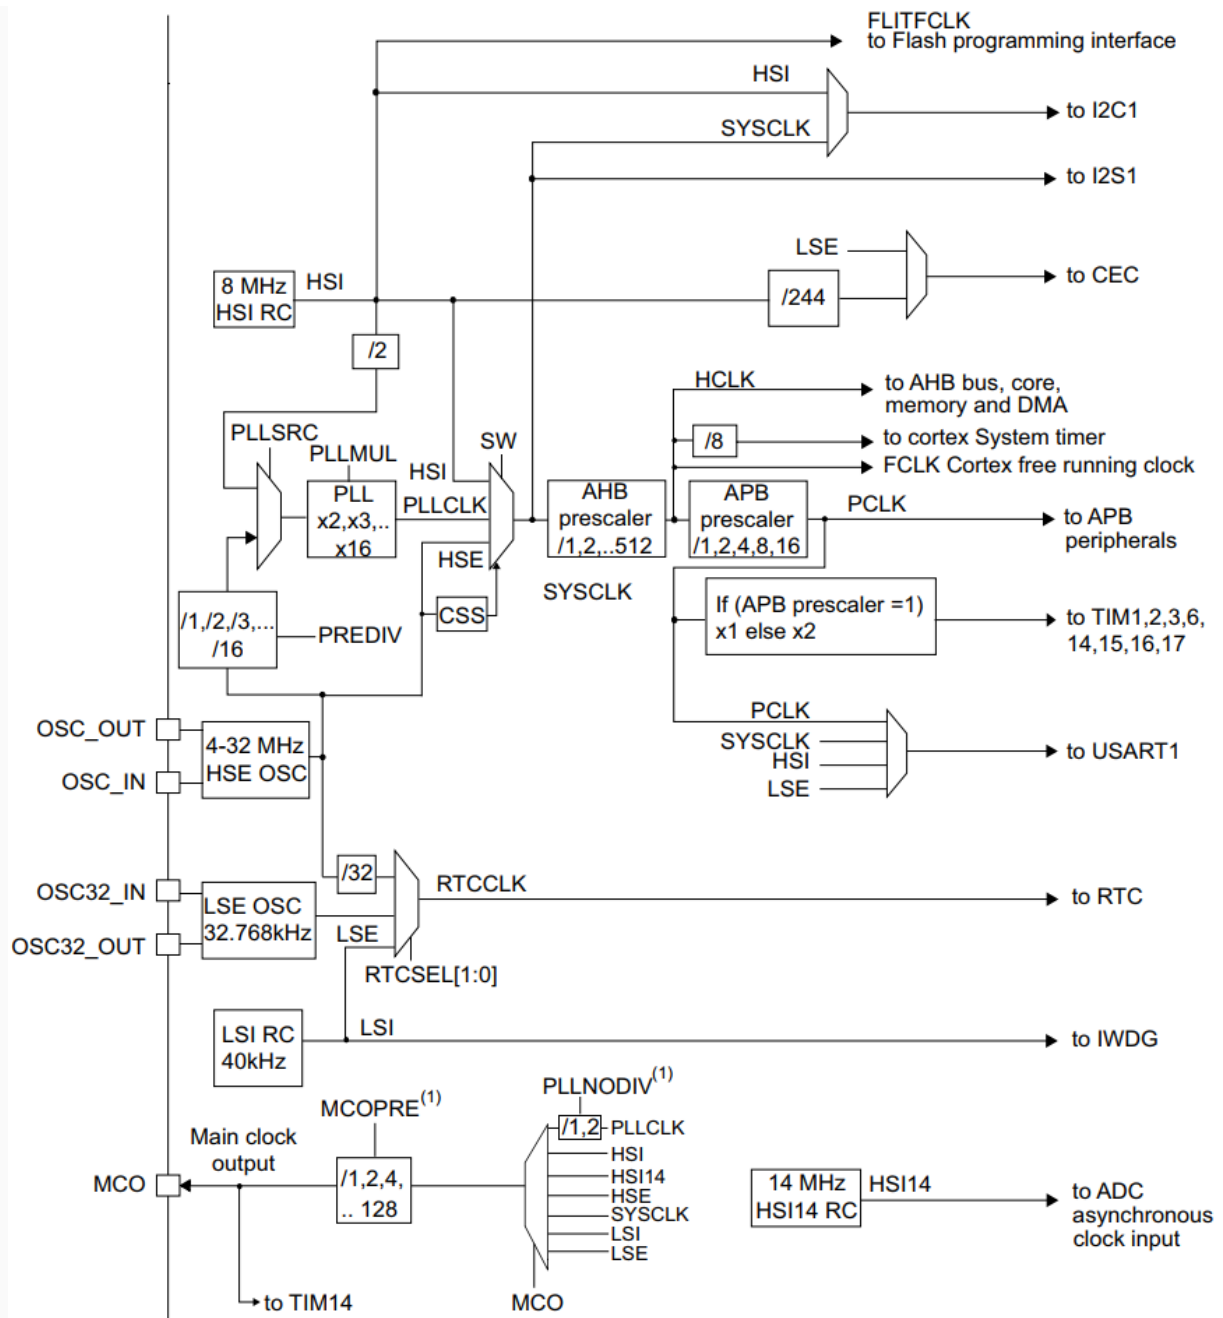 FLITFCLK
to Flash programming interface
HSI
to I2C1
SYSCLK
to I2S1
LSE
to CEC
/244
8 MHz
HSI RC
HSI
/2
HCLK
to AHB bus, core,
memory and DMA
/8
to cortex System timer
FCLK Cortex free running clock
PLLSRC
PLLMUL
SW
HSI
PLL
x2,x3,..
x16
PLLCLK
HSE
AHB
prescaler
/1,2,..512
APB
prescaler
/1,2,4,8,16
PCLK
to APB
peripherals
SYSCLK
CSS
/1,/2,/3,...
/16
PREDIV
If (APB prescaler =1)
x1 else x2
to TIM1,2,3,6,
14,15,16,17
OSC_OUT
OSC_IN
4-32 MHz
HSE OSC
PCLK
SYSCLK
HSI
LSE
to USART1
/32
OSC32_IN
OSC32_OUT
LSE OSC
32.768kHz
LSE
RTCCLK
to RTC
RTCSEL[1:0]
LSI RC
40kHz
LSI
to IWDG
PLLNODIV(1)
MCOPRE(1)
/1,2
PLLCLK
HSI
HSI14
HSE
SYSCLK
LSI
LSE
Main clock
output
MCO
/1,2,4,
.. 128
MCO
to TIM14
14 MHz
HSI14 RC
HSI14
to ADC
asynchronous
clock input